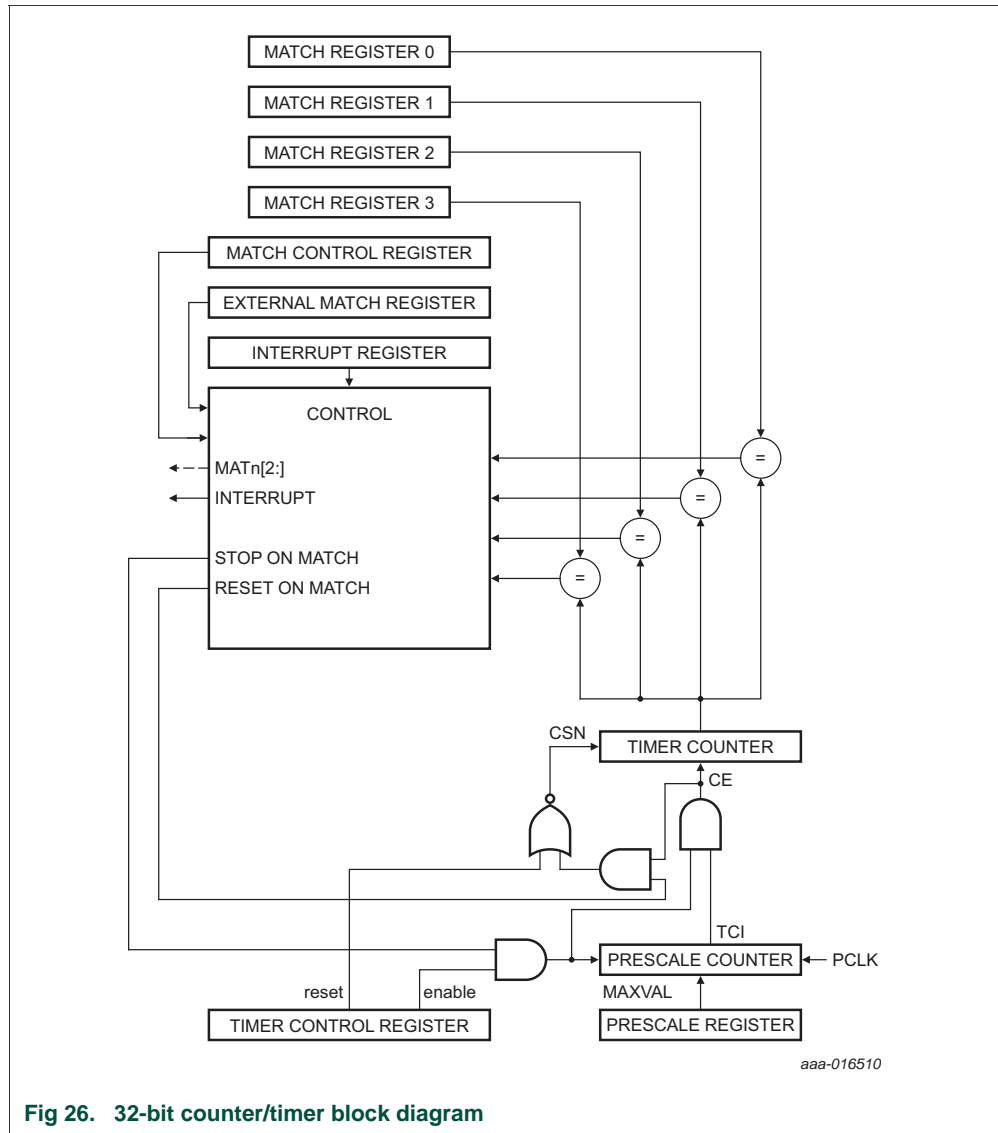 MATCH REGISTER 0
MATCH REGISTER 1
MATCH REGISTER 2
MATCH REGISTER 3
MATCH CONTROL REGISTER
EXTERNAL MATCH REGISTER
INTERRUPT REGISTER
CONTROL
MATn[2:]
INTERRUPT
STOP ON MATCH
RESET ON MATCH
=
=
=
=
CSN
TIMER COUNTER
CE
TCI
PRESCALE COUNTER
PCLK
reset
enable
MAXVAL
TIMER CONTROL REGISTER
PRESCALE REGISTER
aaa-016510
Fig 26. 32-bit counter/timer block diagram